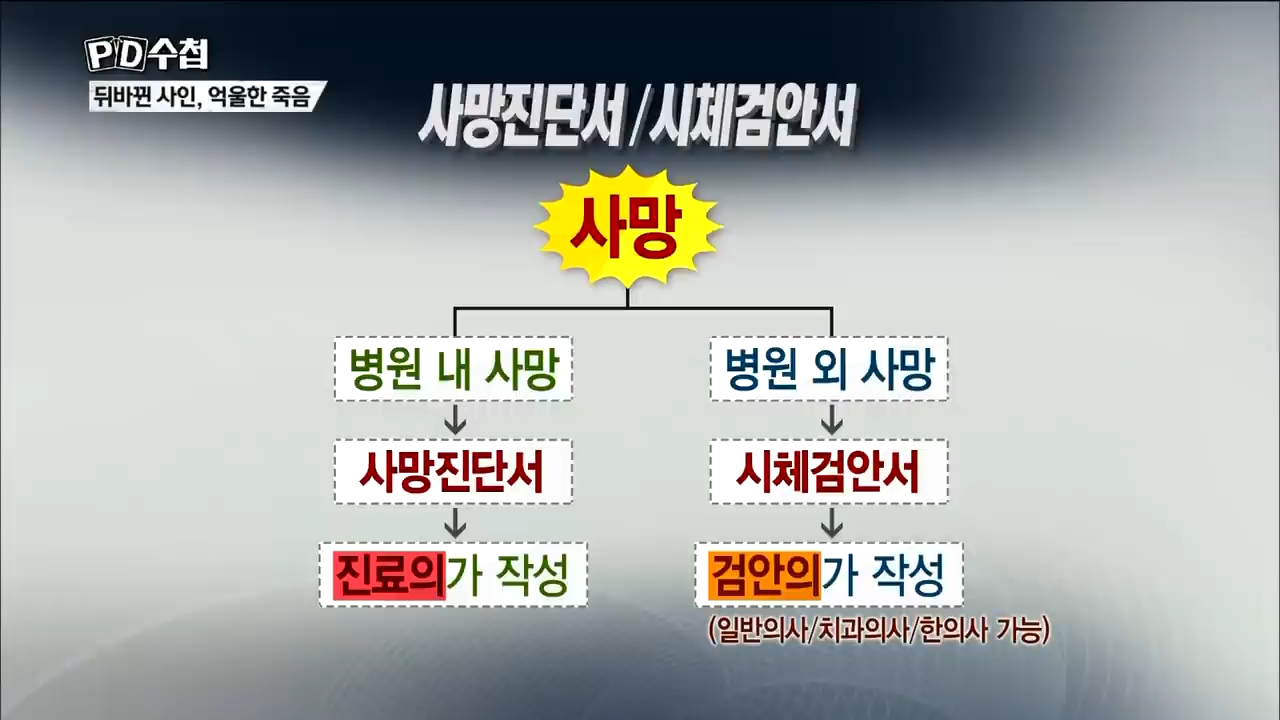 PD수첩
뒤바뀐 사인, 억울한 죽음
사망진단서/시체검안서
사망
병원 내 사망
병원 외 사망
사망진단서
시체검안서
진료의가 작성
검안의가 작성
(일반의사/치과의사/한의사 가능)